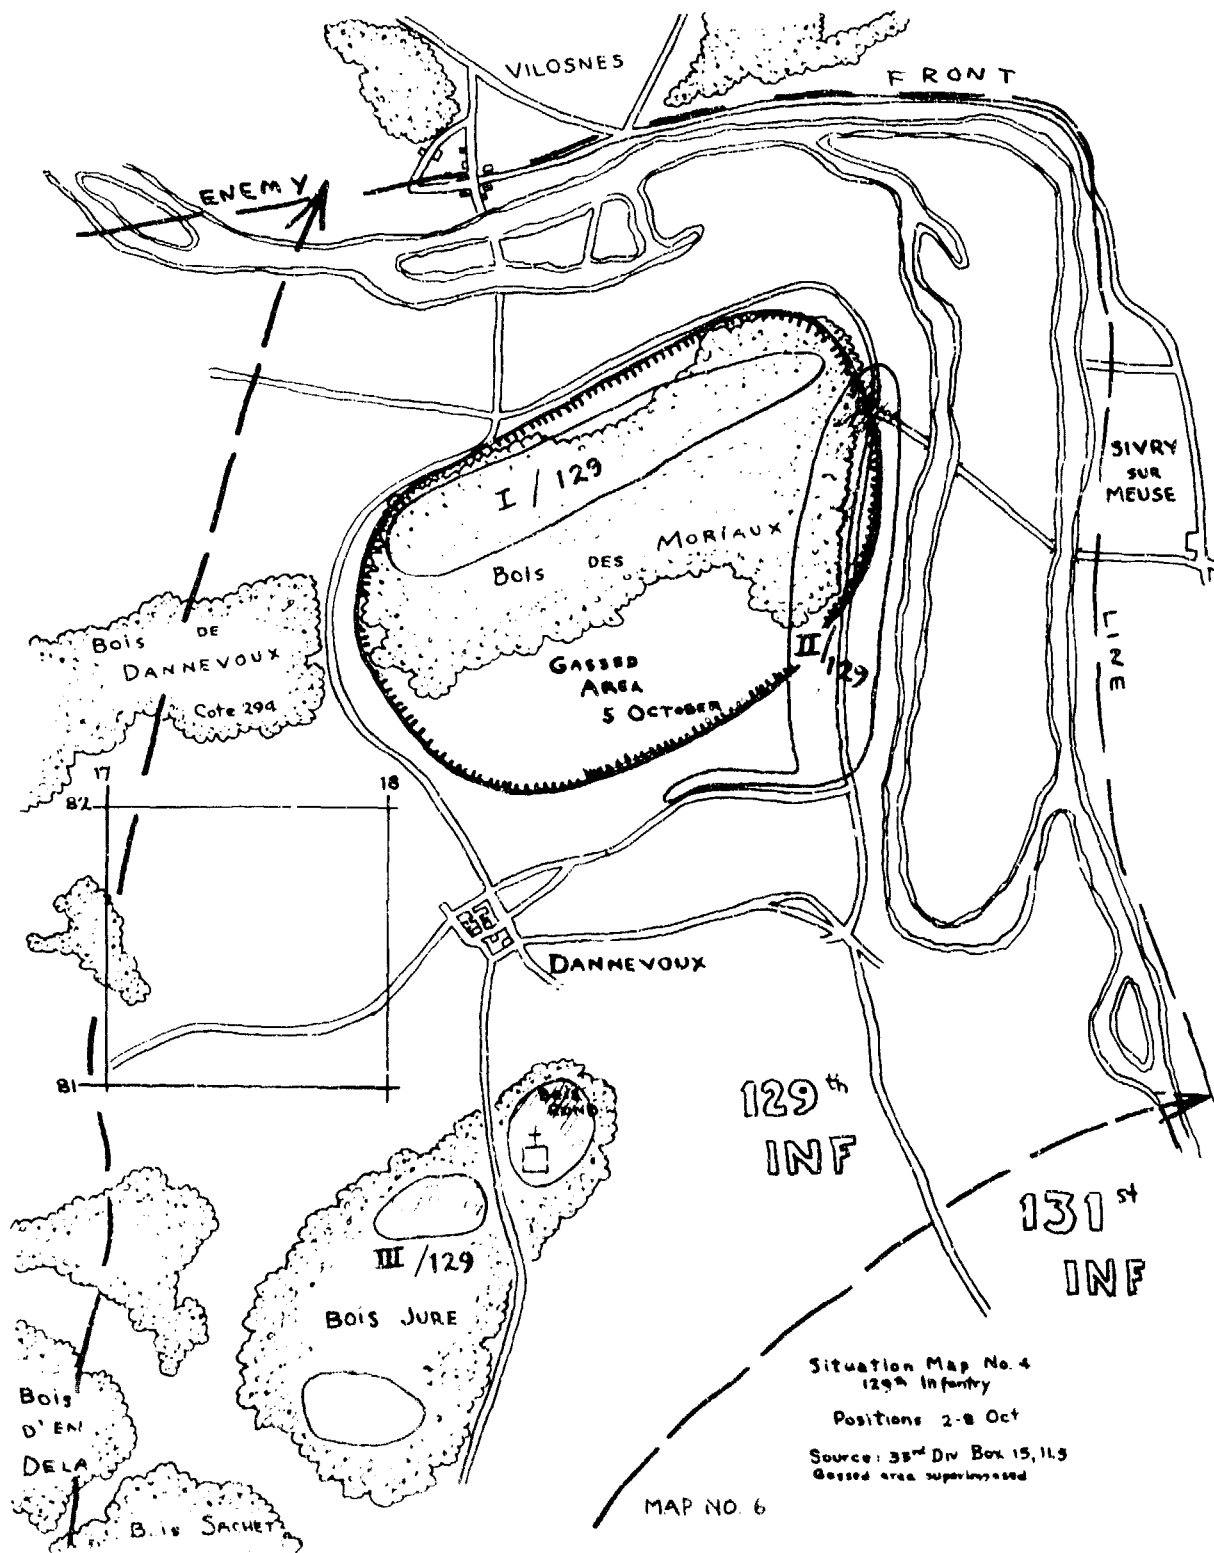 VILOSNES
FRONT
ENEMY
SIVRY
SUR
MEUSE
I / 129
MORIAUX
BOIS DES
BOIS DE
DANNEVOUX
Cote 294
GASSED
AREA
5 OCTOBER
II/129
LINE
17
18
82
DANNEVOUX
81
BOIS
ROND
129th
INF
131st
INF
III/129
BOIS JURE
BOIS
D'EN
DELA
Bois SACHET
Situation Map No. 4
129th Infantry
Positions 2-8 Oct
Source: 33rd Div Box 15, 11.5
Gassed area superimposed
MAP NO. 6